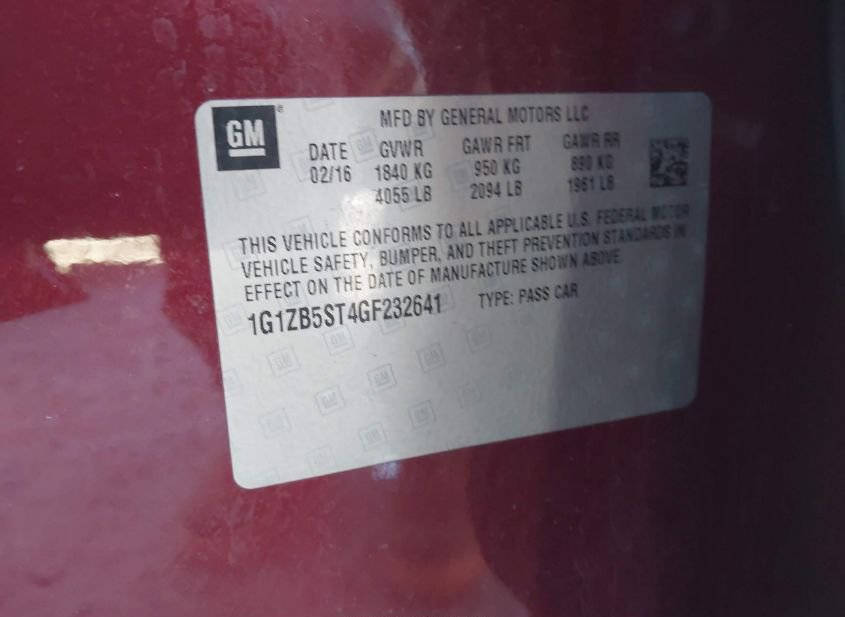 GM
MFD BY GENERAL MOTORS LLC
DATE GVWR GAWR FRT GAWR RR
02/16 1840 KG 950 KG 890 KG
4055 LB 2094 LB 1961 LB
THIS VEHICLE CONFORMS TO ALL APPLICABLE U.S. FEDERAL MOTOR
VEHICLE SAFETY, BUMPER, AND THEFT PREVENTION STANDARDS IN
EFFECT ON THE DATE OF MANUFACTURE SHOWN ABOVE
1G1ZB5ST4GF232641 TYPE: PASS CAR